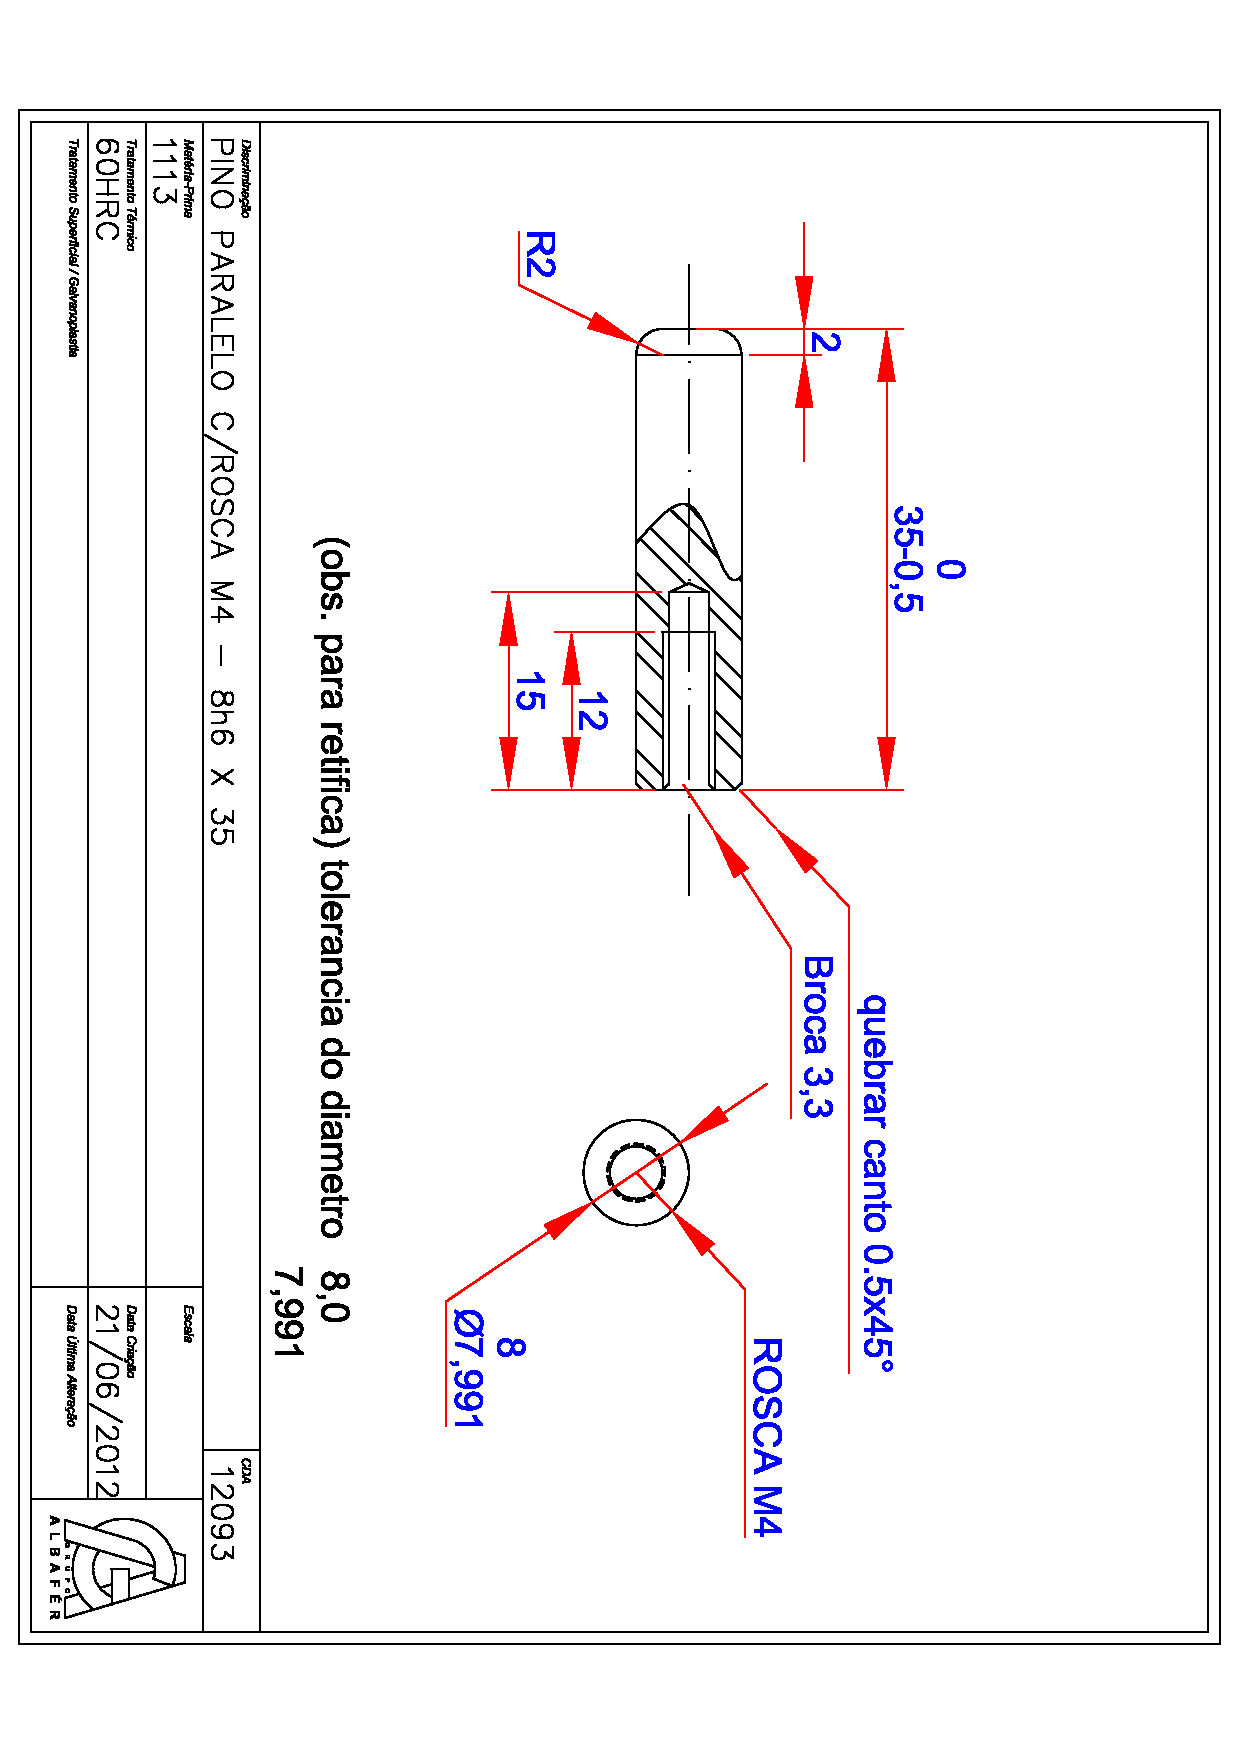 0
35-0,5
2
R2
15
12
quebrar canto 0.5x45°
Broca 3,3
ROSCA M4
8
Ø7,991
(obs. para retifica) tolerancia do diametro 8,0
7,991
Discriminação
PINO PARALELO C/ROSCA M4 - 8h6 X 35
CDA
12093
Matéria-Prima
1113
Escala
Tratamento Térmico
60HRC
Data Criação
21/06/2012
Tratamento Superficial / Galvanoplastia
Data Última Alteração
GRUPO
ALBAFÉR